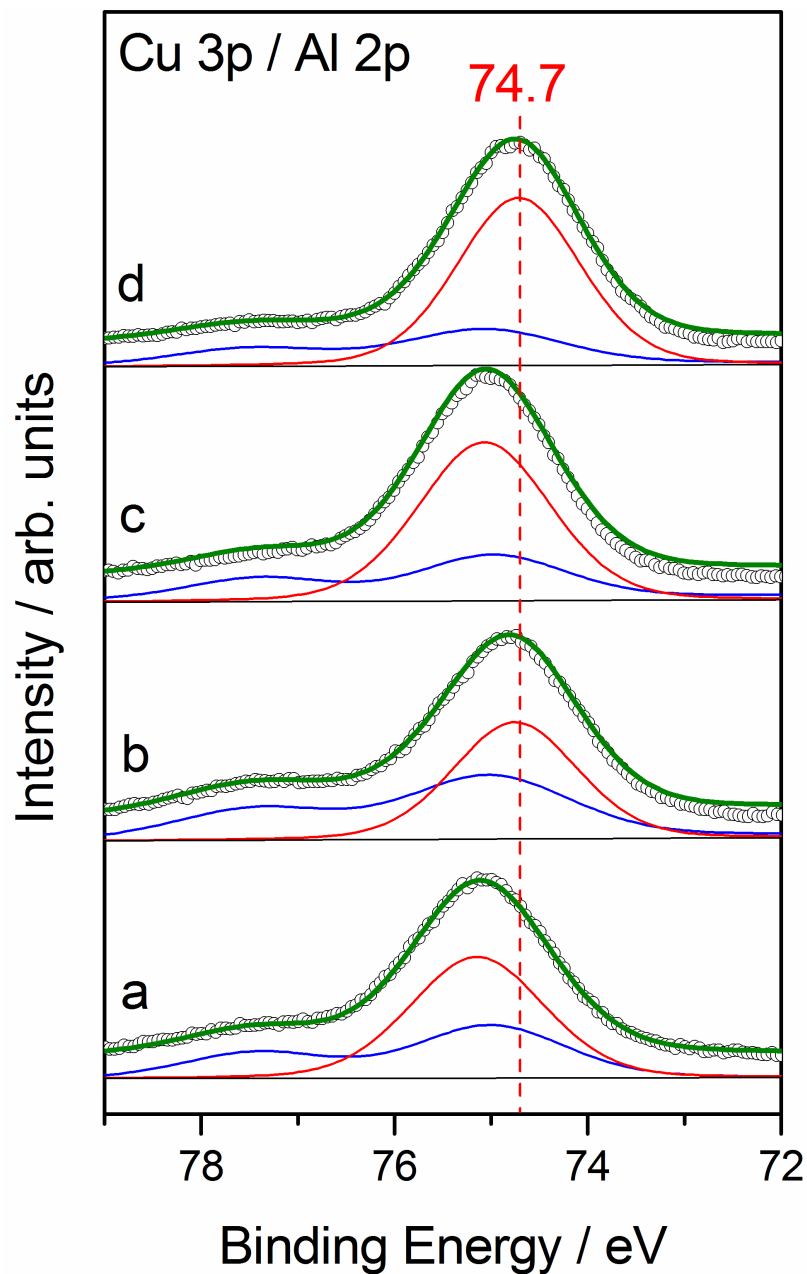 Cu 3p / Al 2p
74.7
d
c
b
a
Intensity / arb. units
78 76 74 72
Binding Energy / eV